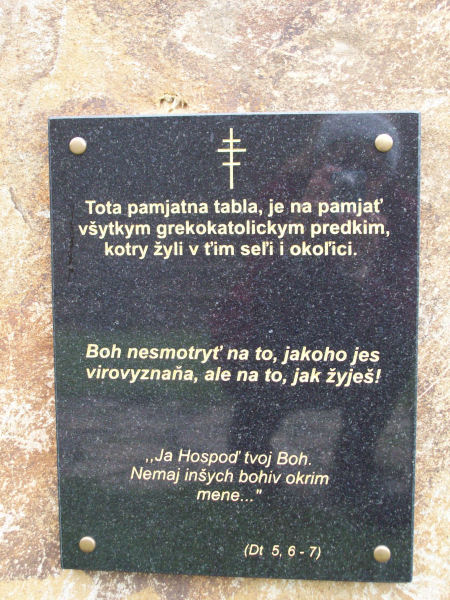 Tota pamjatna tabla, je na pamjať
všytkym grekokatolickym predkim,
kotry žyli v ťim seľi i okoľici.
Boh nesmotryť na to, jakoho jes
virovyznaňa, ale na to, jak žyješ!
,,Ja Hospoď tvoj Boh.
Nemaj inšych bohiv okrim
mene..."
(Dt 5, 6 - 7)